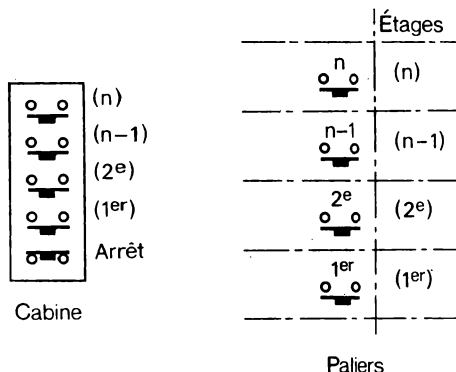 (n)
(n-1)
(2e)
(1er)
Arrêt
Cabine
Étages
n (n)
n-1 (n-1)
2e (2e)
1er (1er)
Paliers